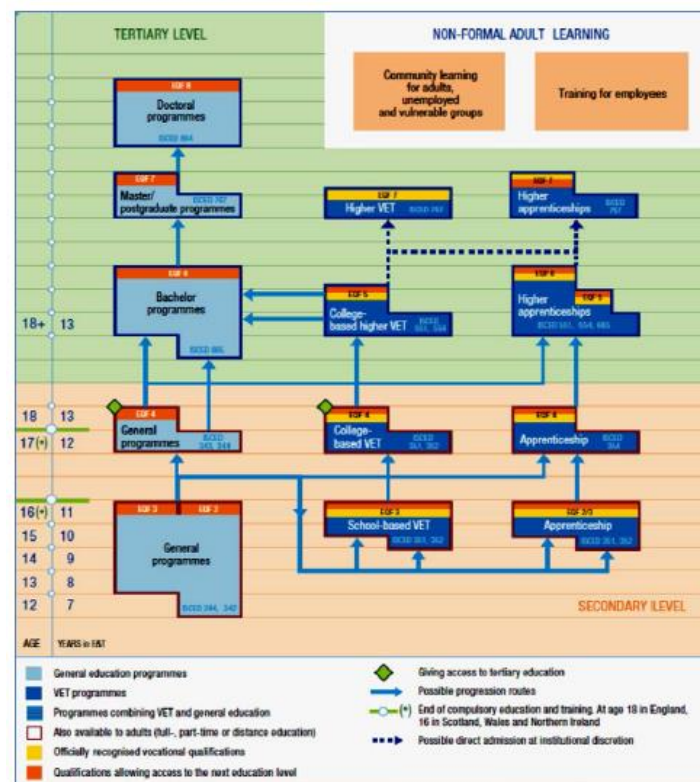 TERTIARY LEVEL
NON-FORMAL ADULT LEARNING
Community learning
for adults,
unemployed
and vulnerable groups
Training for employees
EQF 8
Doctoral
programmes
EQF 7
Master/
postgraduate programmes
ISCED 767
EQF 7
Higher VET
ISCED 767
EQF 7
Higher
apprenticeships
ISCED
767
EQF 6
Bachelor
programmes
EQF 5
College-
based higher VET
ISCED
EQF 6
Higher
apprenticeships
EQF 5
18+ 13
EQF 4
General
programmes
ISCED
EQF 4
College-
based VET
ISCED
EQF 4
Apprenticeship
ISCED
18 13
17(*) 12
EQF 3 EQF 2
General
programmes
ISCED
EQF 3
School-based VET
ISCED 351, 352
EQF 2/3
Apprenticeship
ISCED 351, 352
16(*) 11
15 10
14 9
13 8
12 7
SECONDARY LEVEL
AGE YEARS in E&T
General education programmes
VET programmes
Programmes combining VET and general education
Also available to adults (full-, part-time or distance education)
Officially recognised vocational qualifications
Qualifications allowing access to the next education level
Giving access to tertiary education
Possible progression routes
(*) End of compulsory education and training. At age 18 in England,
16 in Scotland, Wales and Northern Ireland
Possible direct admission at institutional discretion